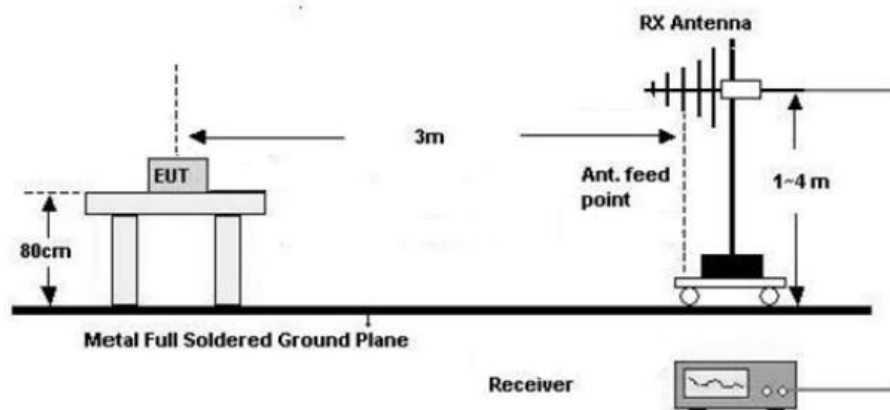 RX Antenna
3m
EUT
Ant. feed
point
1~4 m
80cm
Metal Full Soldered Ground Plane
Receiver